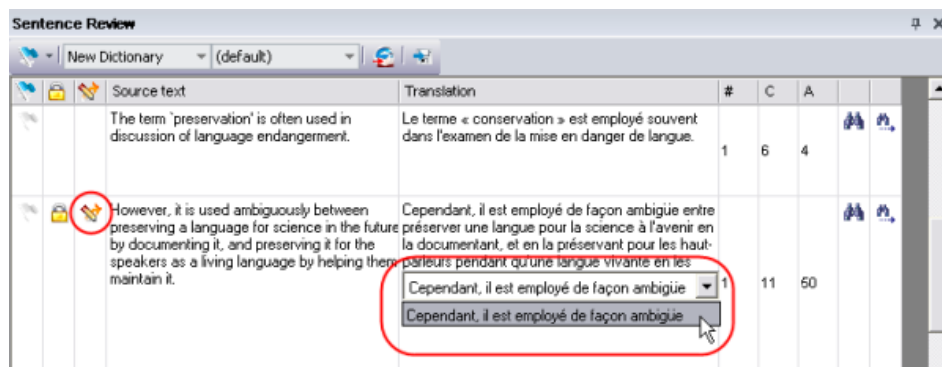 Sentence Review
New Dictionary (default)
Source text Translation # C A
The term `preservation' is often used in
discussion of language endangerment.
Le terme « conservation » est employé souvent
dans l'examen de la mise en danger de langue.
1 6 4
However, it is used ambiguously between
preserving a language for science in the future
by documenting it, and preserving it for the
speakers as a living language by helping them
maintain it.
Cependant, il est employé de façon ambigüe entre
préserver une langue pour la science à l'avenir en
la documentant, et en la préservant pour les haut-
parleurs pendant qu'une langue vivante en les
Cependant, il est employé de façon ambigüe
Cependant, il est employé de façon ambigüe
1 11 50